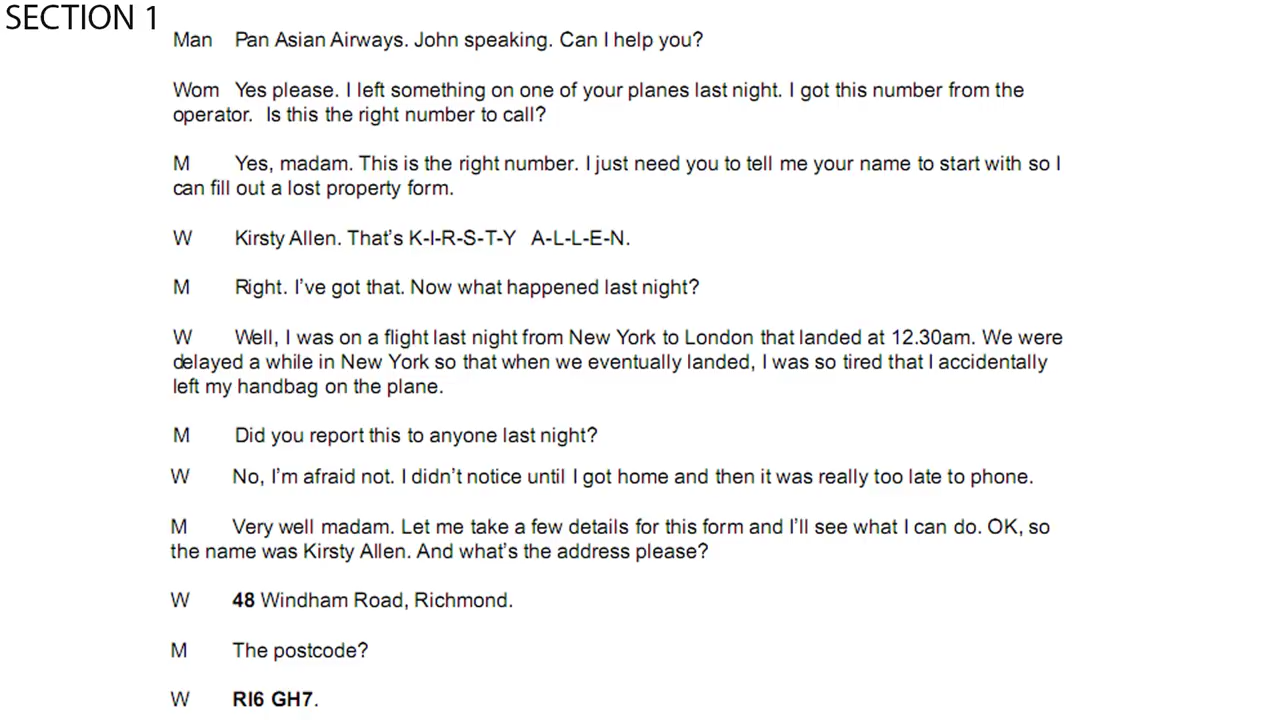 SECTION 1
Man Pan Asian Airways. John speaking. Can I help you?
Wom Yes please. I left something on one of your planes last night. I got this number from the
operator. Is this the right number to call?
M Yes, madam. This is the right number. I just need you to tell me your name to start with so I
can fill out a lost property form.
W Kirsty Allen. That's K-I-R-S-T-Y A-L-L-E-N.
M Right. I've got that. Now what happened last night?
W Well, I was on a flight last night from New York to London that landed at 12.30am. We were
delayed a while in New York so that when we eventually landed, I was so tired that I accidentally
left my handbag on the plane.
M Did you report this to anyone last night?
W No, I'm afraid not. I didn't notice until I got home and then it was really too late to phone.
M Very well madam. Let me take a few details for this form and I'll see what I can do. OK, so
the name was Kirsty Allen. And what's the address please?
W 48 Windham Road, Richmond.
M The postcode?
W RI6 GH7.